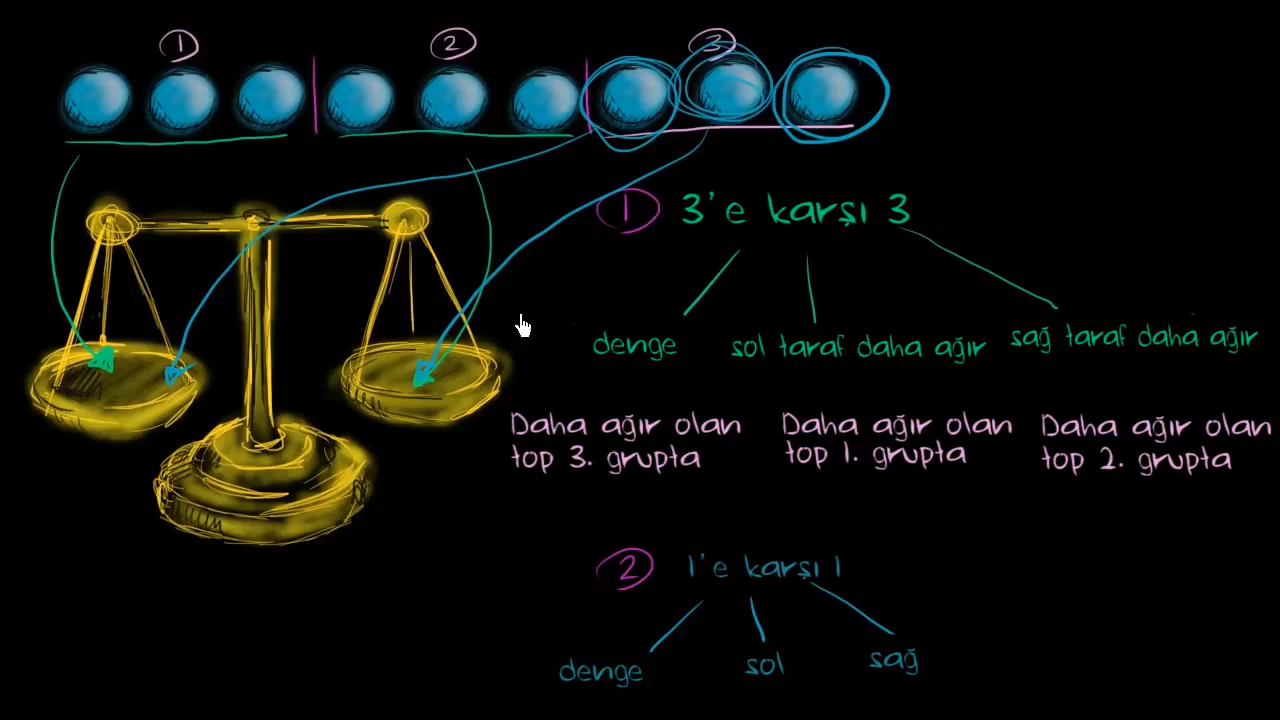 1 2 3
1 3'e karşı 3
denge sol taraf daha ağır sağ taraf daha ağır
Daha ağır olan Daha ağır olan Daha ağır olan
top 3. grupta top 1. grupta top 2. grupta
2 1'e karşı 1
denge sol sağ